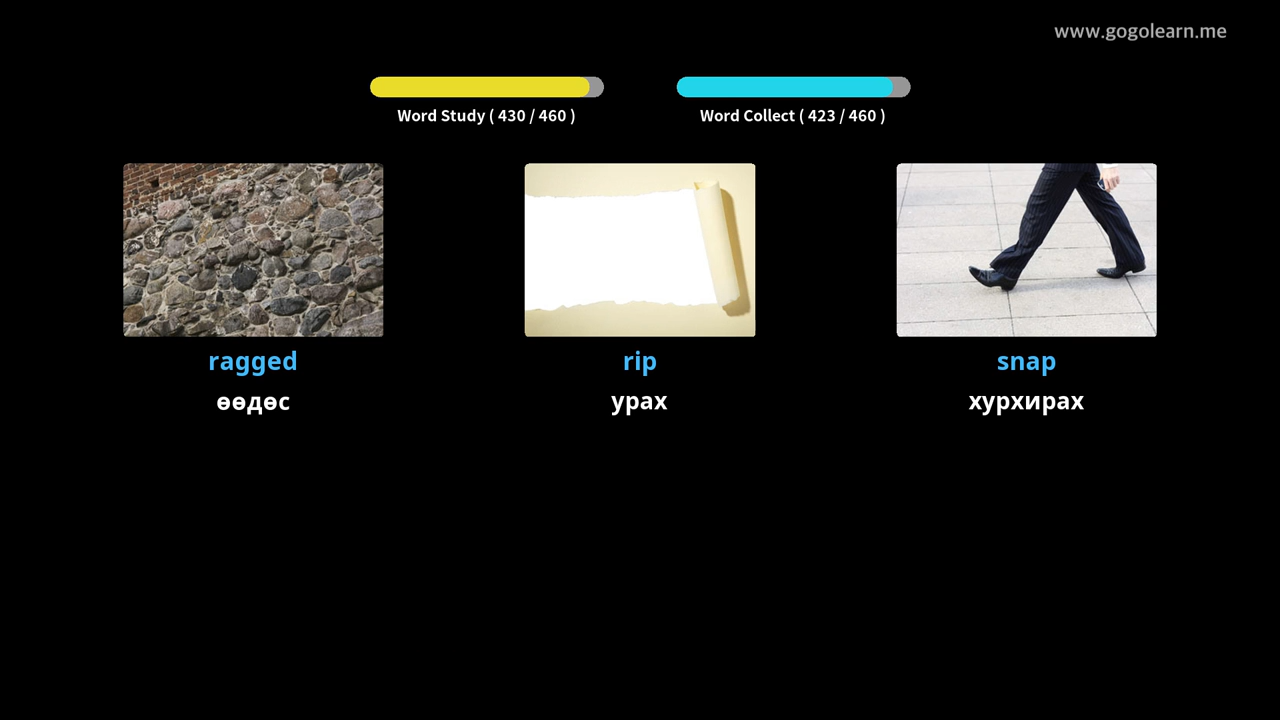 www.gogolearn.me
Word Study ( 430 / 460 )
Word Collect ( 423 / 460 )
ragged
rip
snap
өөдөс
урах
хурхирах